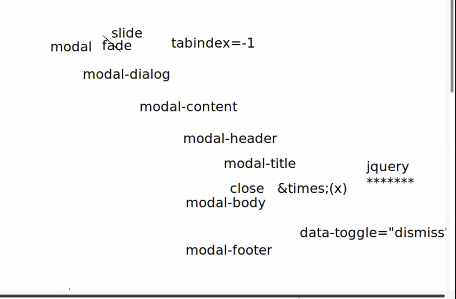 slide
modal fade tabindex=-1
modal-dialog
modal-content
modal-header
modal-title jquery
close &times;(x) *******
modal-body
data-toggle="dismiss"
modal-footer